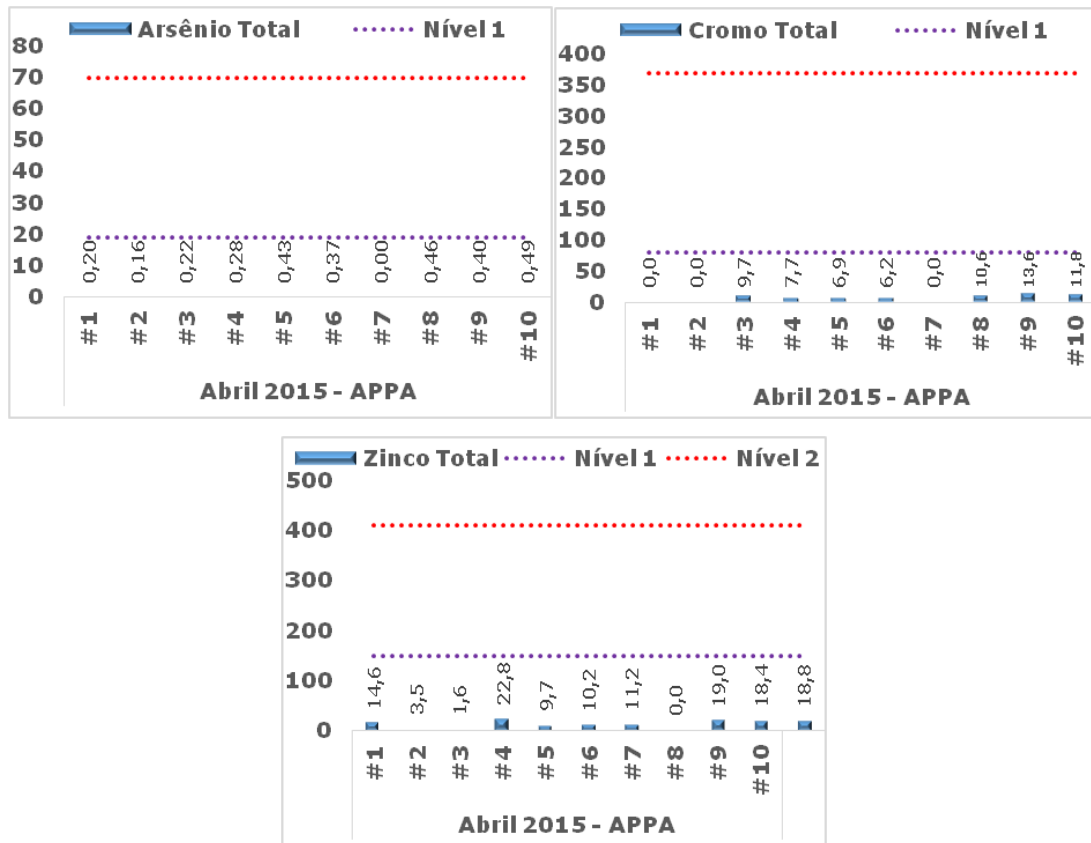 Arsênio Total Nível 1
80
70
60
50
40
30
20
10
0
0,20 0,16 0,22 0,28 0,43 0,37 0,00 0,46 0,40 0,49
#1 #2 #3 #4 #5 #6 #7 #8 #9 #10
Abril 2015 - APPA
Cromo Total Nível 1
400
350
300
250
200
150
100
50
0
0,0 0,0 9,7 7,7 6,9 6,2 0,0 10,6 13,6 11,8
#1 #2 #3 #4 #5 #6 #7 #8 #9 #10
Abril 2015 - APPA
Zinco Total Nível 1 Nível 2
500
400
300
200
100
0
14,6 3,5 1,6 22,8 9,7 10,2 11,2 0,0 19,0 18,4 18,8
#1 #2 #3 #4 #5 #6 #7 #8 #9 #10
Abril 2015 - APPA